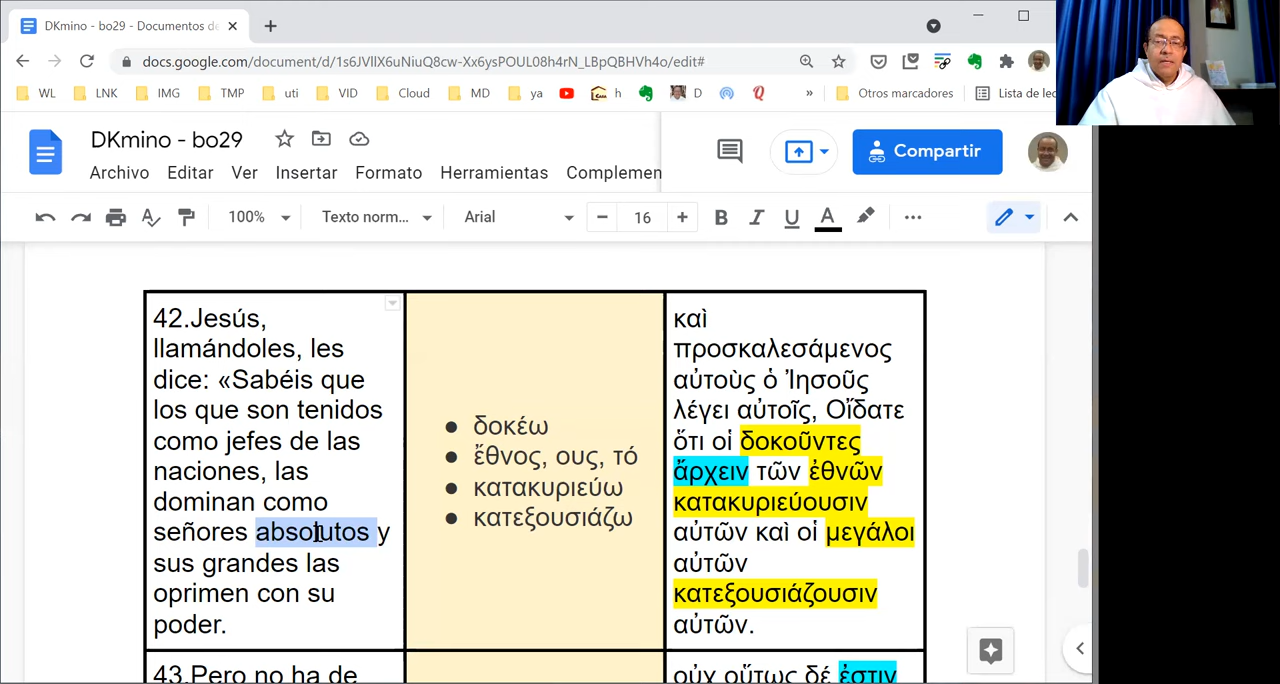 DKmino - bo29 - Documentos de
docs.google.com/document/d/1s6JVllX6uNiuQ8cw-Xx6ysPOUL08h4rN_LBpQBHVh4o/edit#
WL LNK IMG TMP uti VID Cloud MD ya h D » Otros marcadores Lista de lec
DKmino - bo29
Compartir
Archivo Editar Ver Insertar Formato Herramientas Complemen
100% Texto norm... Arial 16 B I U A
42.Jesús,
llamándoles, les
dice: «Sabéis que
los que son tenidos
como jefes de las
naciones, las
dominan como
señores absolutos y
sus grandes las
oprimen con su
poder.
● δοκέω
● ἔθνος, ους, τό
● κατακυριεύω
● κατεξουσιάζω
καὶ
προσκαλεσάμενος
αὐτοὺς ὁ Ἰησοῦς
λέγει αὐτοῖς, Οἴδατε
ὅτι οἱ δοκοῦντες
ἄρχειν τῶν ἐθνῶν
κατακυριεύουσιν
αὐτῶν καὶ οἱ μεγάλοι
αὐτῶν
κατεξουσιάζουσιν
αὐτῶν.
43.Pero no ha de
οὐχ οὕτως δέ ἐστιν